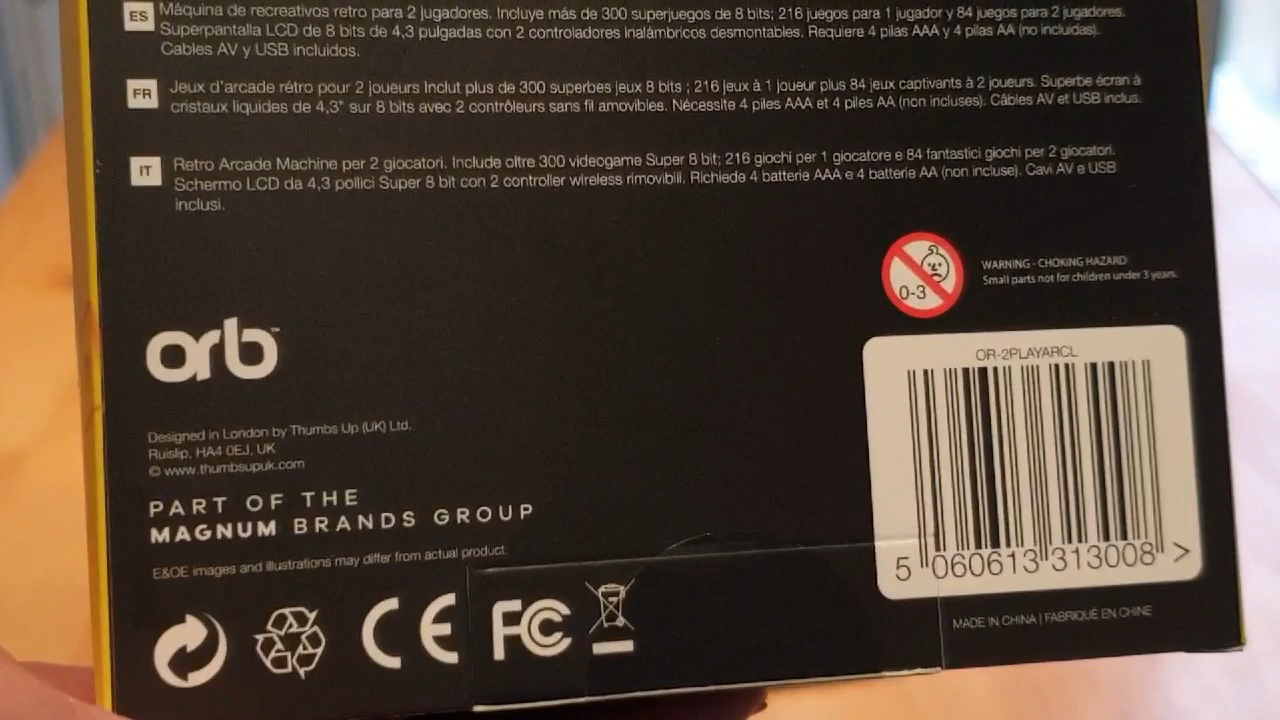 ES
Máquina de recreativos retro para 2 jugadores. Incluye más de 300 superjuegos de 8 bits; 216 juegos para 1 jugador y 84 juegos para 2 jugadores.
Superpantalla LCD de 8 bits de 4,3 pulgadas con 2 controladores inalámbricos desmontables. Requiere 4 pilas AAA y 4 pilas AA (no incluidas).
Cables AV y USB incluidos.
FR
Jeux d'arcade rétro pour 2 joueurs Inclut plus de 300 superbes jeux 8 bits ; 216 jeux à 1 joueur plus 84 jeux captivants à 2 joueurs. Superbe écran à
cristaux liquides de 4,3" sur 8 bits avec 2 contrôleurs sans fil amovibles. Nécessite 4 piles AAA et 4 piles AA (non incluses). Câbles AV et USB inclus.
IT
Retro Arcade Machine per 2 giocatori. Include oltre 300 videogame Super 8 bit; 216 giochi per 1 giocatore e 84 fantastici giochi per 2 giocatori.
Schermo LCD da 4,3 pollici Super 8 bit con 2 controller wireless rimovibili. Richiede 4 batterie AAA e 4 batterie AA (non incluse). Cavi AV e USB
inclusi.
0-3
WARNING - CHOKING HAZARD
Small parts not for children under 3 years.
orb™
Designed in London by Thumbs Up (UK) Ltd.
Ruislip, HA4 0EJ, UK
© www.thumbsupuk.com
PART OF THE
MAGNUM BRANDS GROUP
E&OE images and illustrations may differ from actual product.
CE
FC
OR-2PLAYARCL
5 060613 313008 >
MADE IN CHINA | FABRIQUÉ EN CHINE